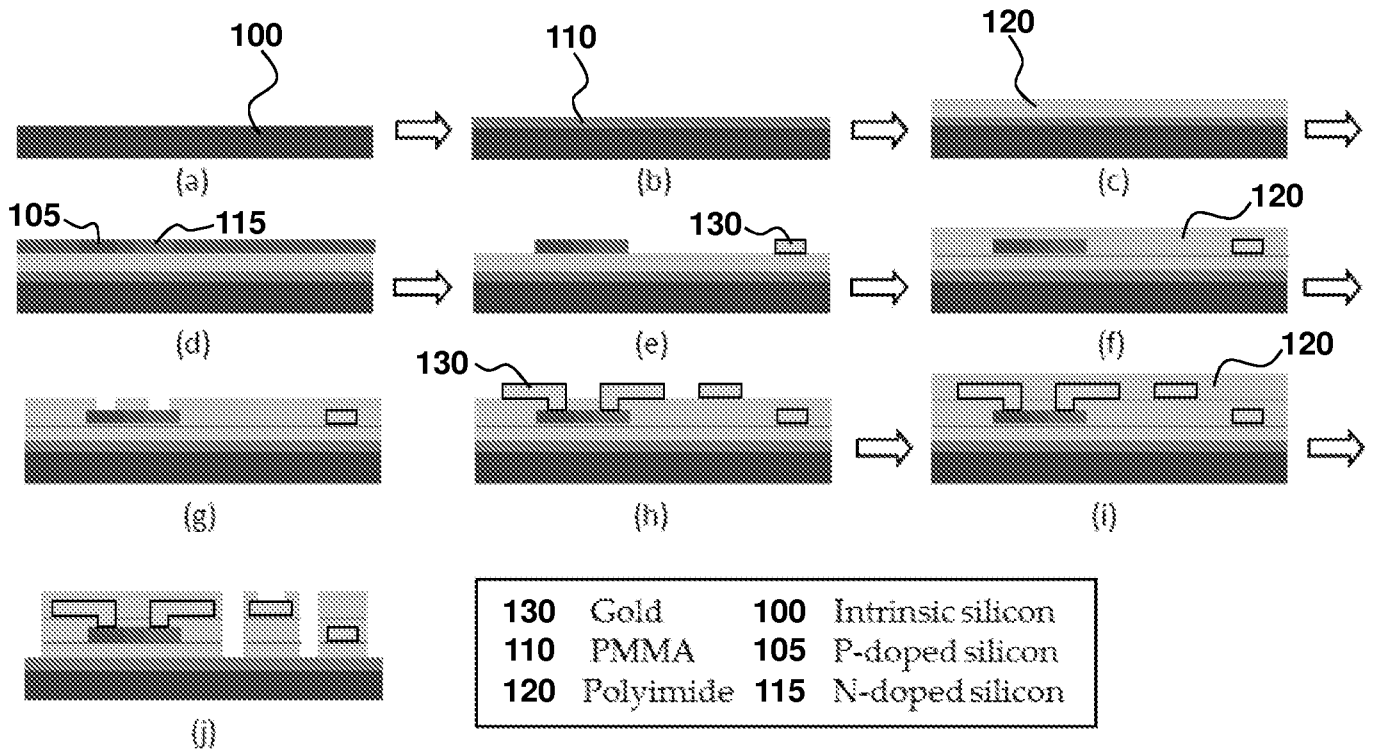 100
110
120
(a)
(b)
(c)
105
115
130
120
(d)
(e)
(f)
130
120
(g)
(h)
(i)
(j)
130 Gold 100 Intrinsic silicon
110 PMMA 105 P-doped silicon
120 Polyimide 115 N-doped silicon